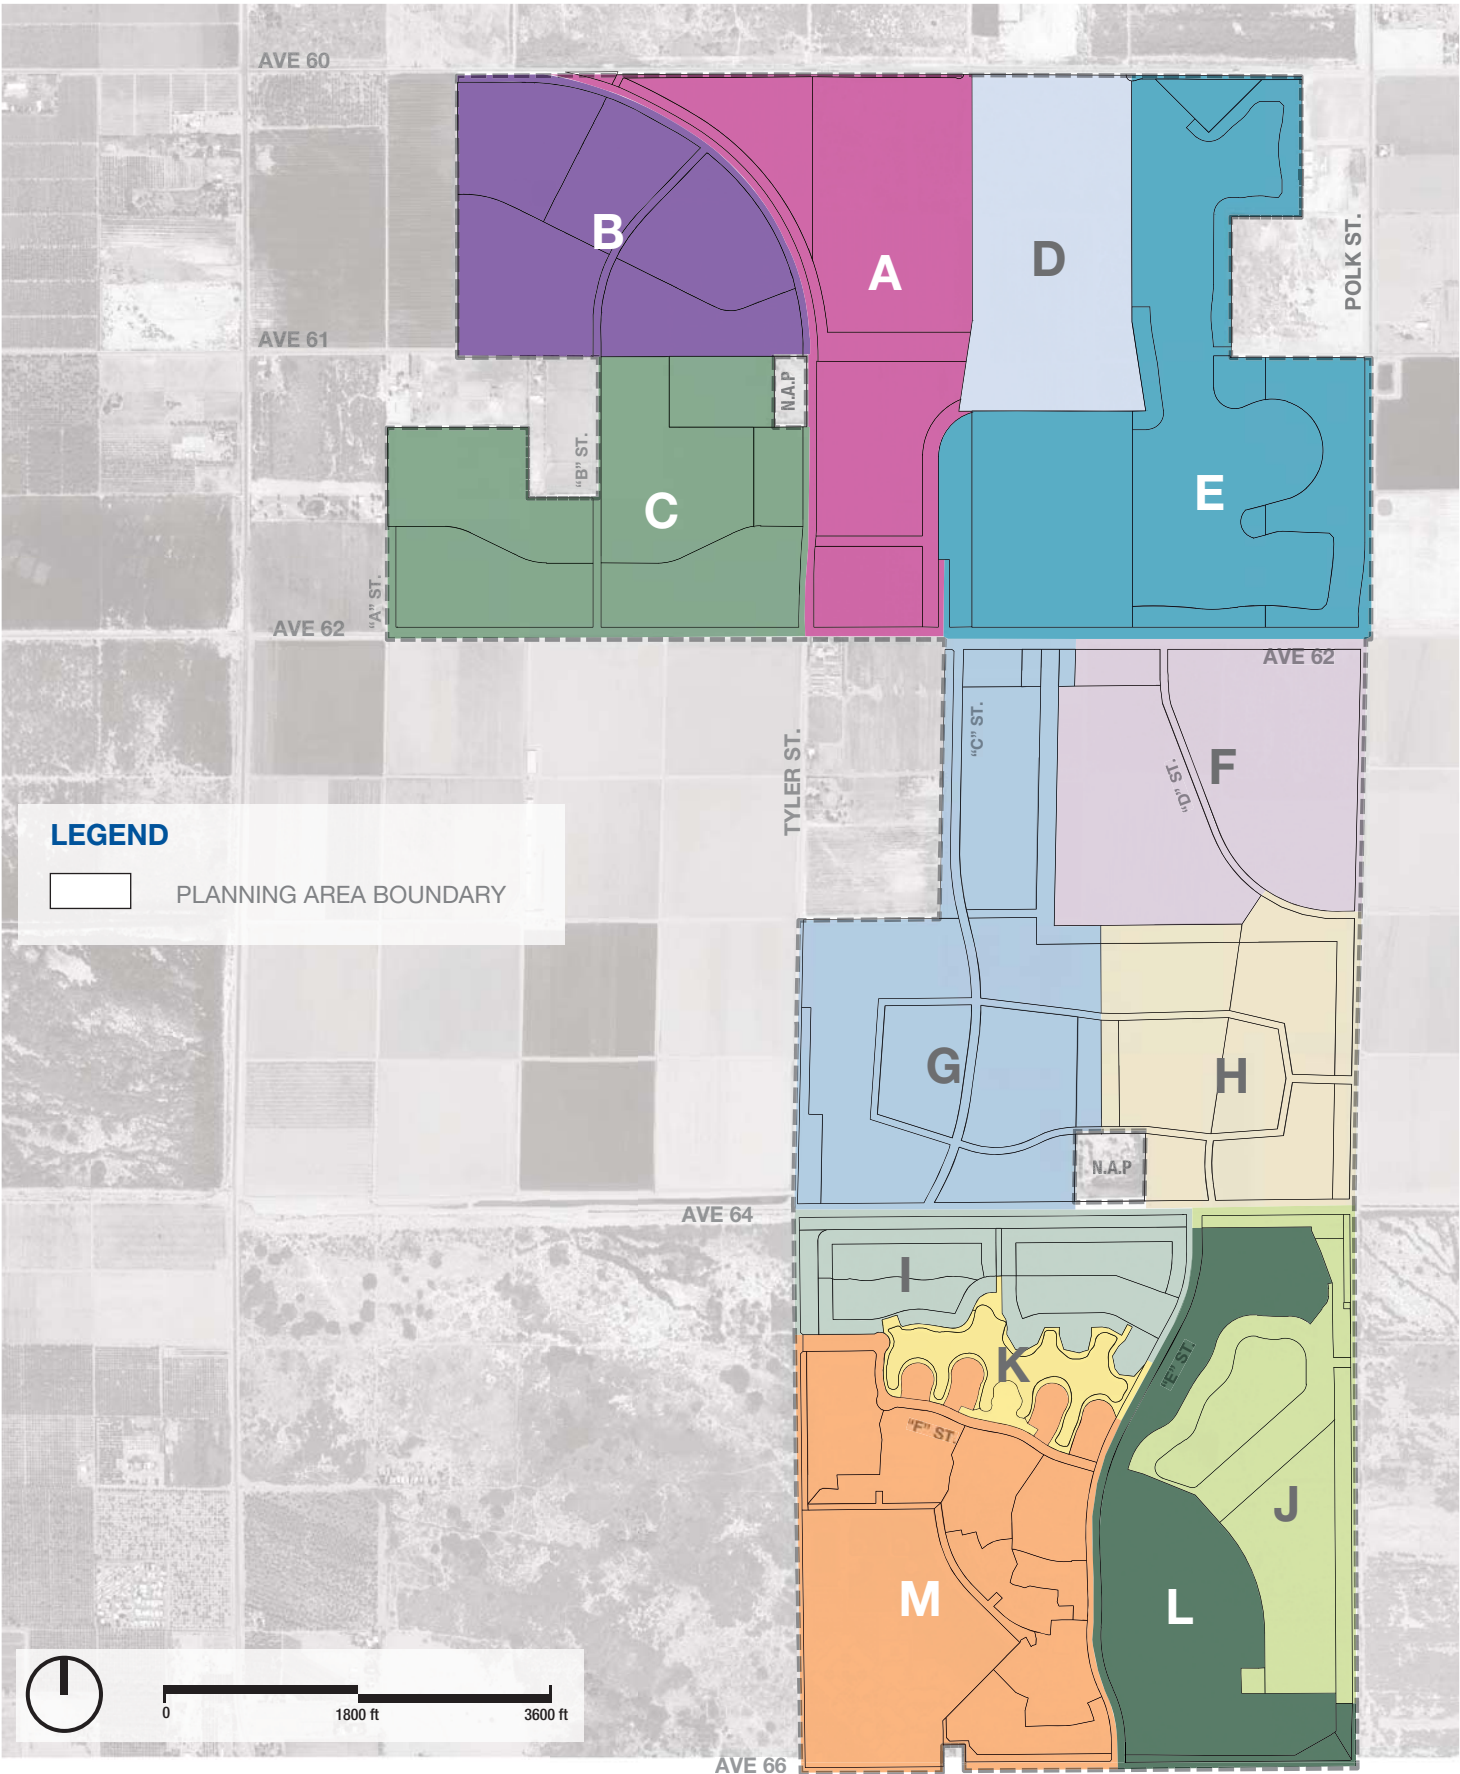 AVE 60
B
A
D
POLK ST.
AVE 61
N.A.P
"B" ST.
C
E
"A" ST.
AVE 62
AVE 62
"C" ST.
F
"D" ST.
TYLER ST.
LEGEND
PLANNING AREA BOUNDARY
G
H
N.A.P
AVE 64
I
K
"E" ST.
"F" ST.
J
M
L
0
1800 ft
3600 ft
AVE 66